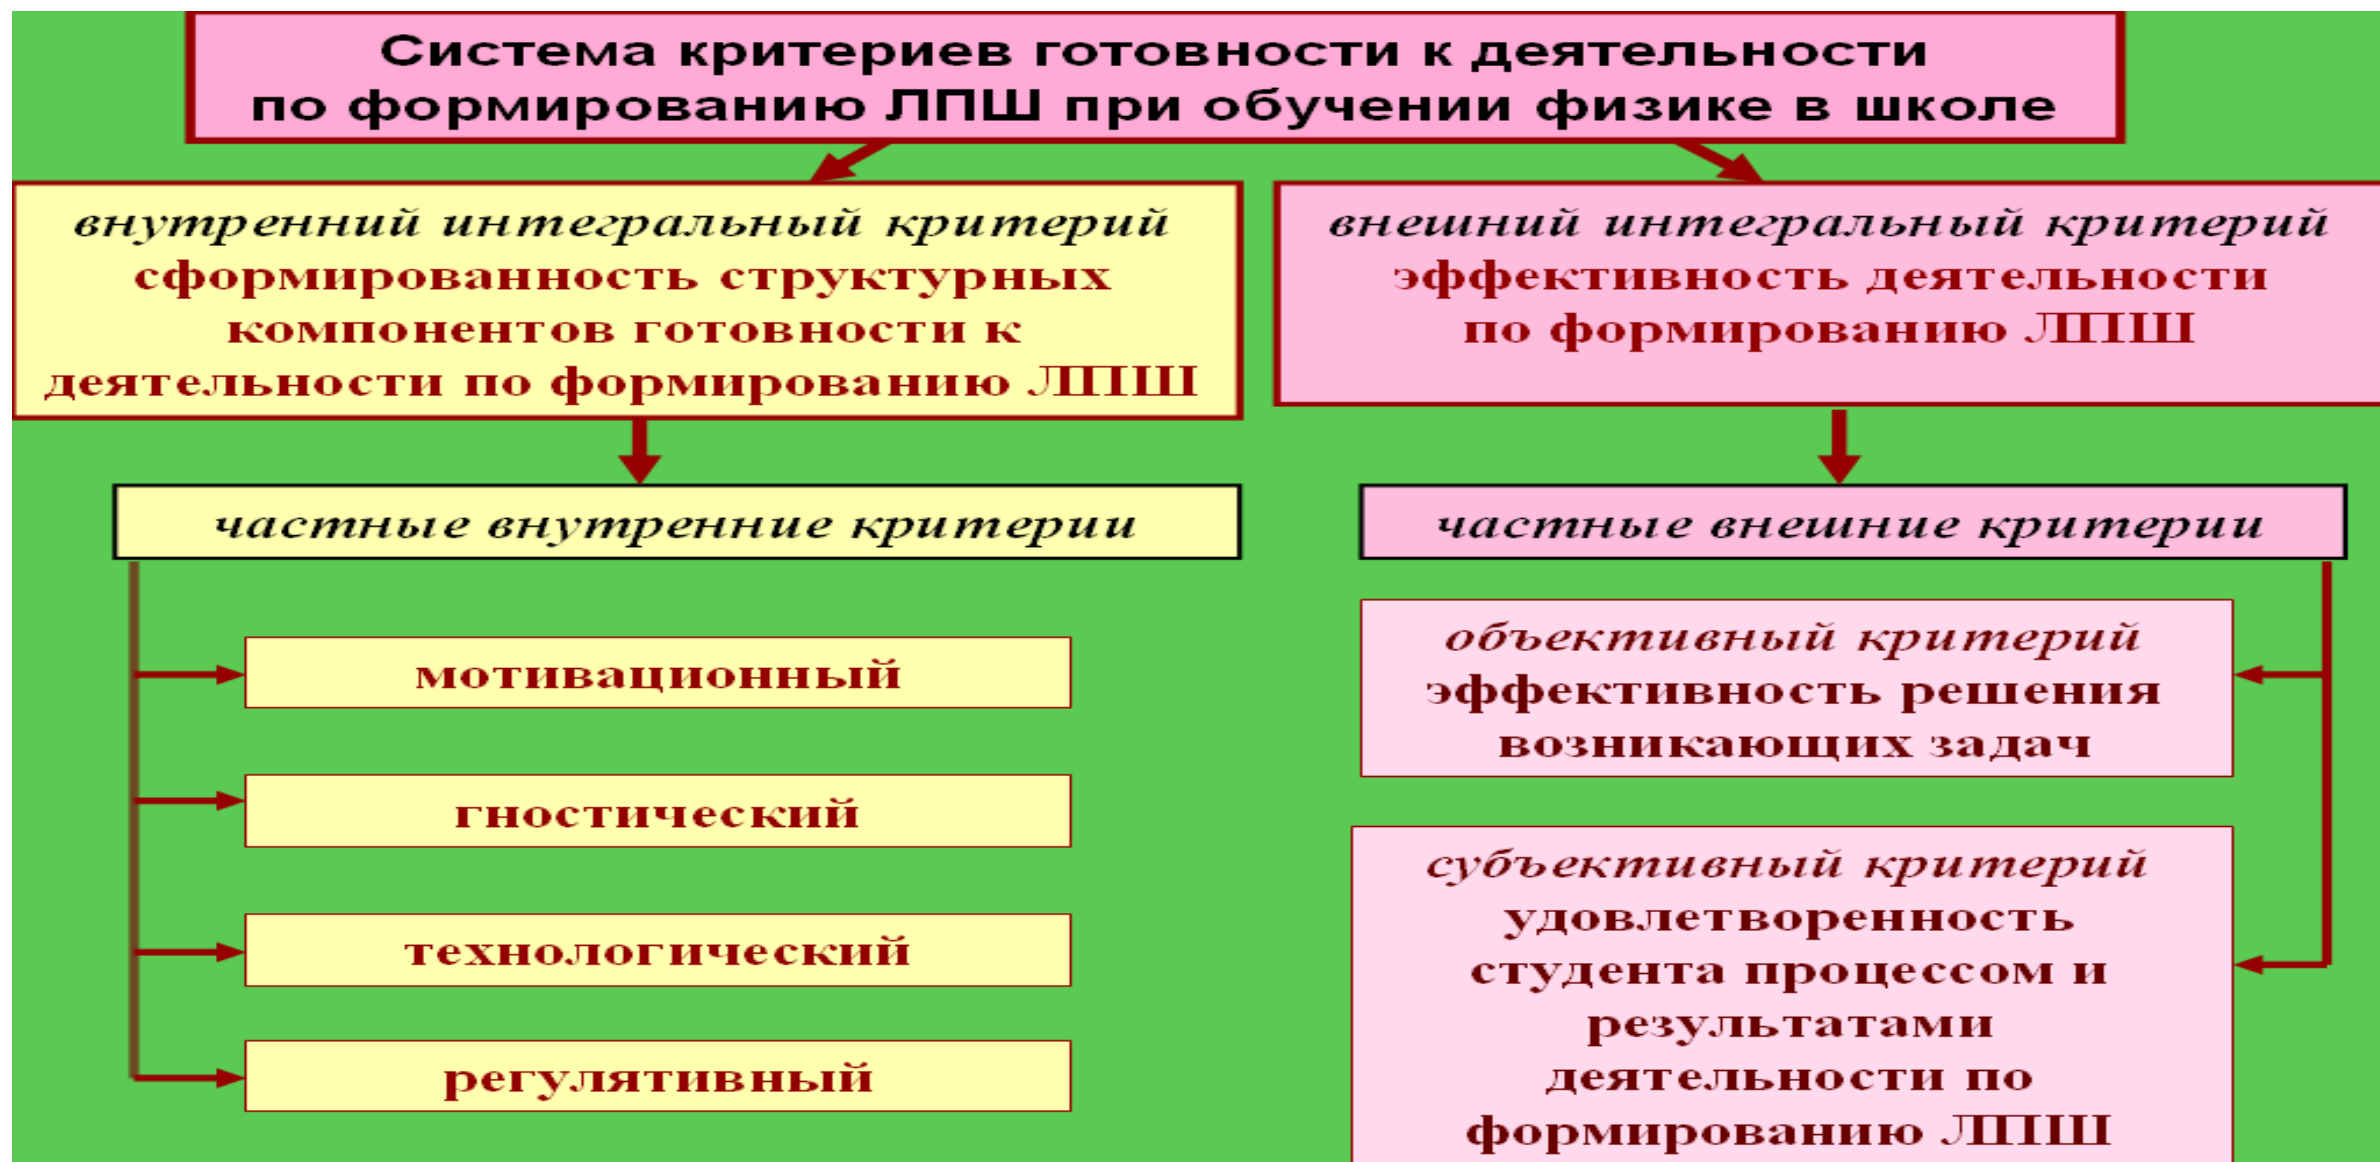 Система критериев готовности к деятельности
по формированию ЛПШ при обучении физике в школе
внутренний интегральный критерий
сформированность структурных
компонентов готовности к
деятельности по формированию ЛПШ
внешний интегральный критерий
эффективность деятельности
по формированию ЛПШ
частные внутренние критерии
мотивационный
гностический
технологический
регулятивный
частные внешние критерии
объективный критерий
эффективность решения
возникающих задач
субъективный критерий
удовлетворенность
студента процессом и
результатами
деятельности по
формированию ЛПШ